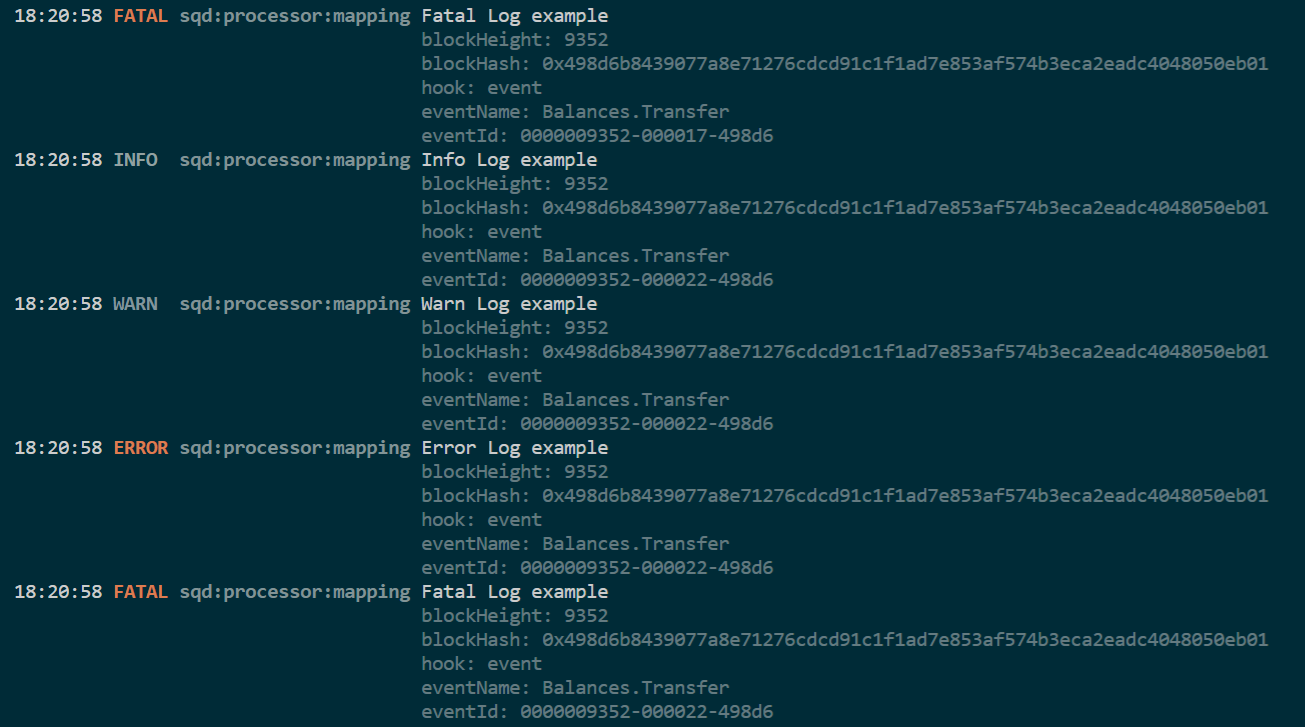 18:20:58 FATAL sqd:processor:mapping Fatal Log example
blockHeight: 9352
blockHash: 0x498d6b8439077a8e71276cdcd91c1f1ad7e853af574b3eca2eadc4048050eb01
hook: event
eventName: Balances.Transfer
eventId: 0000009352-000017-498d6
18:20:58 INFO sqd:processor:mapping Info Log example
blockHeight: 9352
blockHash: 0x498d6b8439077a8e71276cdcd91c1f1ad7e853af574b3eca2eadc4048050eb01
hook: event
eventName: Balances.Transfer
eventId: 0000009352-000022-498d6
18:20:58 WARN sqd:processor:mapping Warn Log example
blockHeight: 9352
blockHash: 0x498d6b8439077a8e71276cdcd91c1f1ad7e853af574b3eca2eadc4048050eb01
hook: event
eventName: Balances.Transfer
eventId: 0000009352-000022-498d6
18:20:58 ERROR sqd:processor:mapping Error Log example
blockHeight: 9352
blockHash: 0x498d6b8439077a8e71276cdcd91c1f1ad7e853af574b3eca2eadc4048050eb01
hook: event
eventName: Balances.Transfer
eventId: 0000009352-000022-498d6
18:20:58 FATAL sqd:processor:mapping Fatal Log example
blockHeight: 9352
blockHash: 0x498d6b8439077a8e71276cdcd91c1f1ad7e853af574b3eca2eadc4048050eb01
hook: event
eventName: Balances.Transfer
eventId: 0000009352-000022-498d6